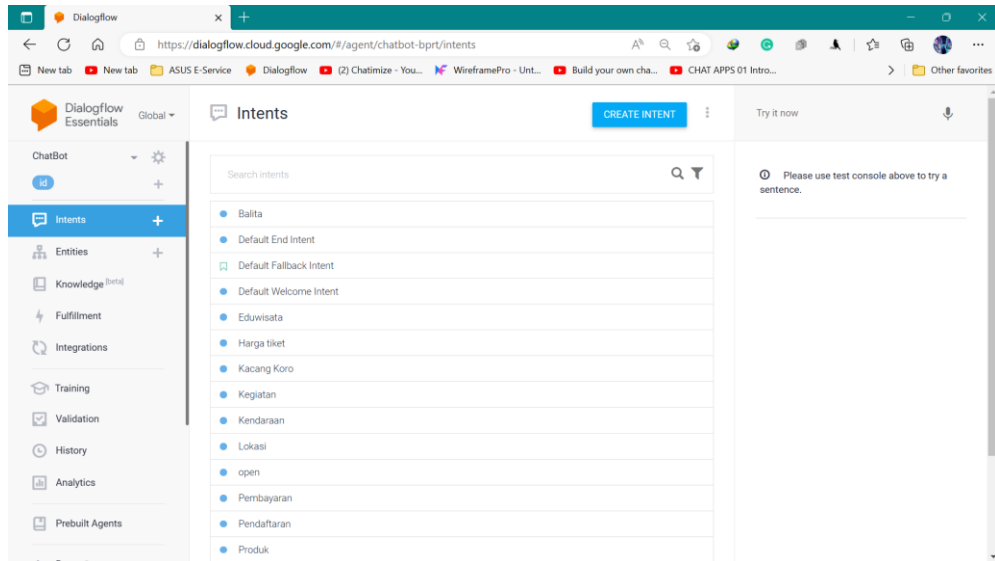 Dialogflow
https://dialogflow.cloud.google.com/#/agent/chatbot-bprt/intents
New tab New tab ASUS E-Service Dialogflow (2) Chatimize - You... WireframePro - Unt... Build your own cha... CHAT APPS 01 Intro... Other favorites
Dialogflow
Essentials
Global
Intents
CREATE INTENT
Try it now
ChatBot
id
Search intents
Please use test console above to try a
sentence.
Intents
Entities
Knowledge [beta]
Fulfillment
Integrations
Training
Validation
History
Analytics
Prebuilt Agents
Balita
Default End Intent
Default Fallback Intent
Default Welcome Intent
Eduwisata
Harga tiket
Kacang Koro
Kegiatan
Kendaraan
Lokasi
open
Pembayaran
Pendaftaran
Produk